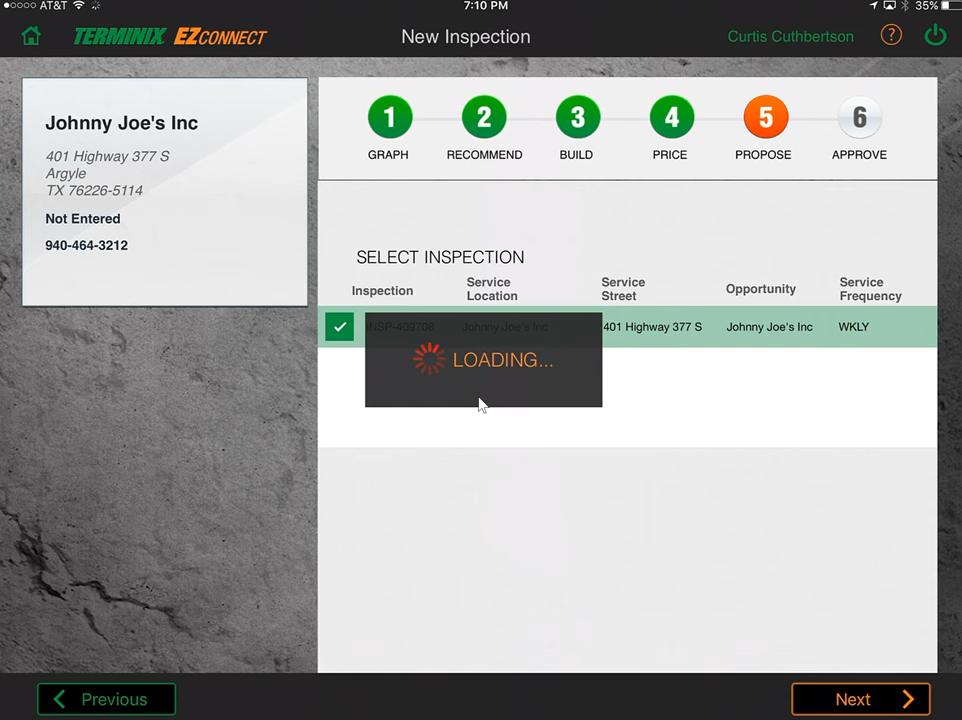 AT&T
7:10 PM
35%
TERMINIX EZCONNECT
New Inspection
Curtis Cuthbertson
?
Johnny Joe's Inc
401 Highway 377 S
Argyle
TX 76226-5114
Not Entered
940-464-3212
1 2 3 4 5 6
GRAPH RECOMMEND BUILD PRICE PROPOSE APPROVE
SELECT INSPECTION
Inspection
Service
Location
Service
Street
Opportunity
Service
Frequency
Johnny Joe's Inc 401 Highway 377 S Johnny Joe's Inc WKLY
LOADING...
Previous
Next